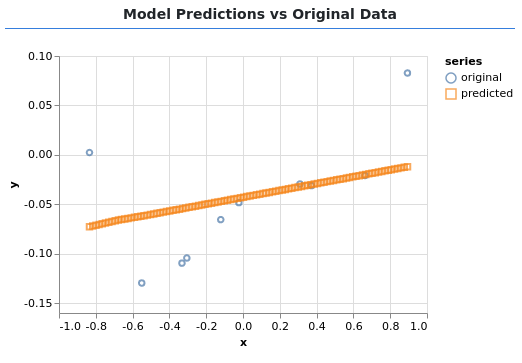 Model Predictions vs Original Data
series
original
predicted
y
0.10
0.05
0.00
-0.05
-0.10
-0.15
-1.0 -0.8 -0.6 -0.4 -0.2 0.0 0.2 0.4 0.6 0.8 1.0
x